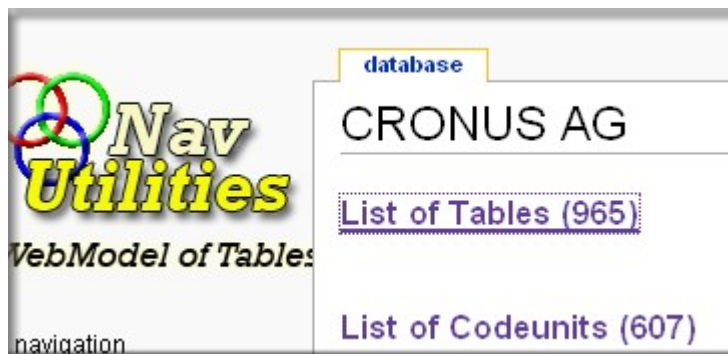 database
Nav
Utilities
WebModel of Tables
navigation
CRONUS AG
List of Tables (965)
List of Codeunits (607)